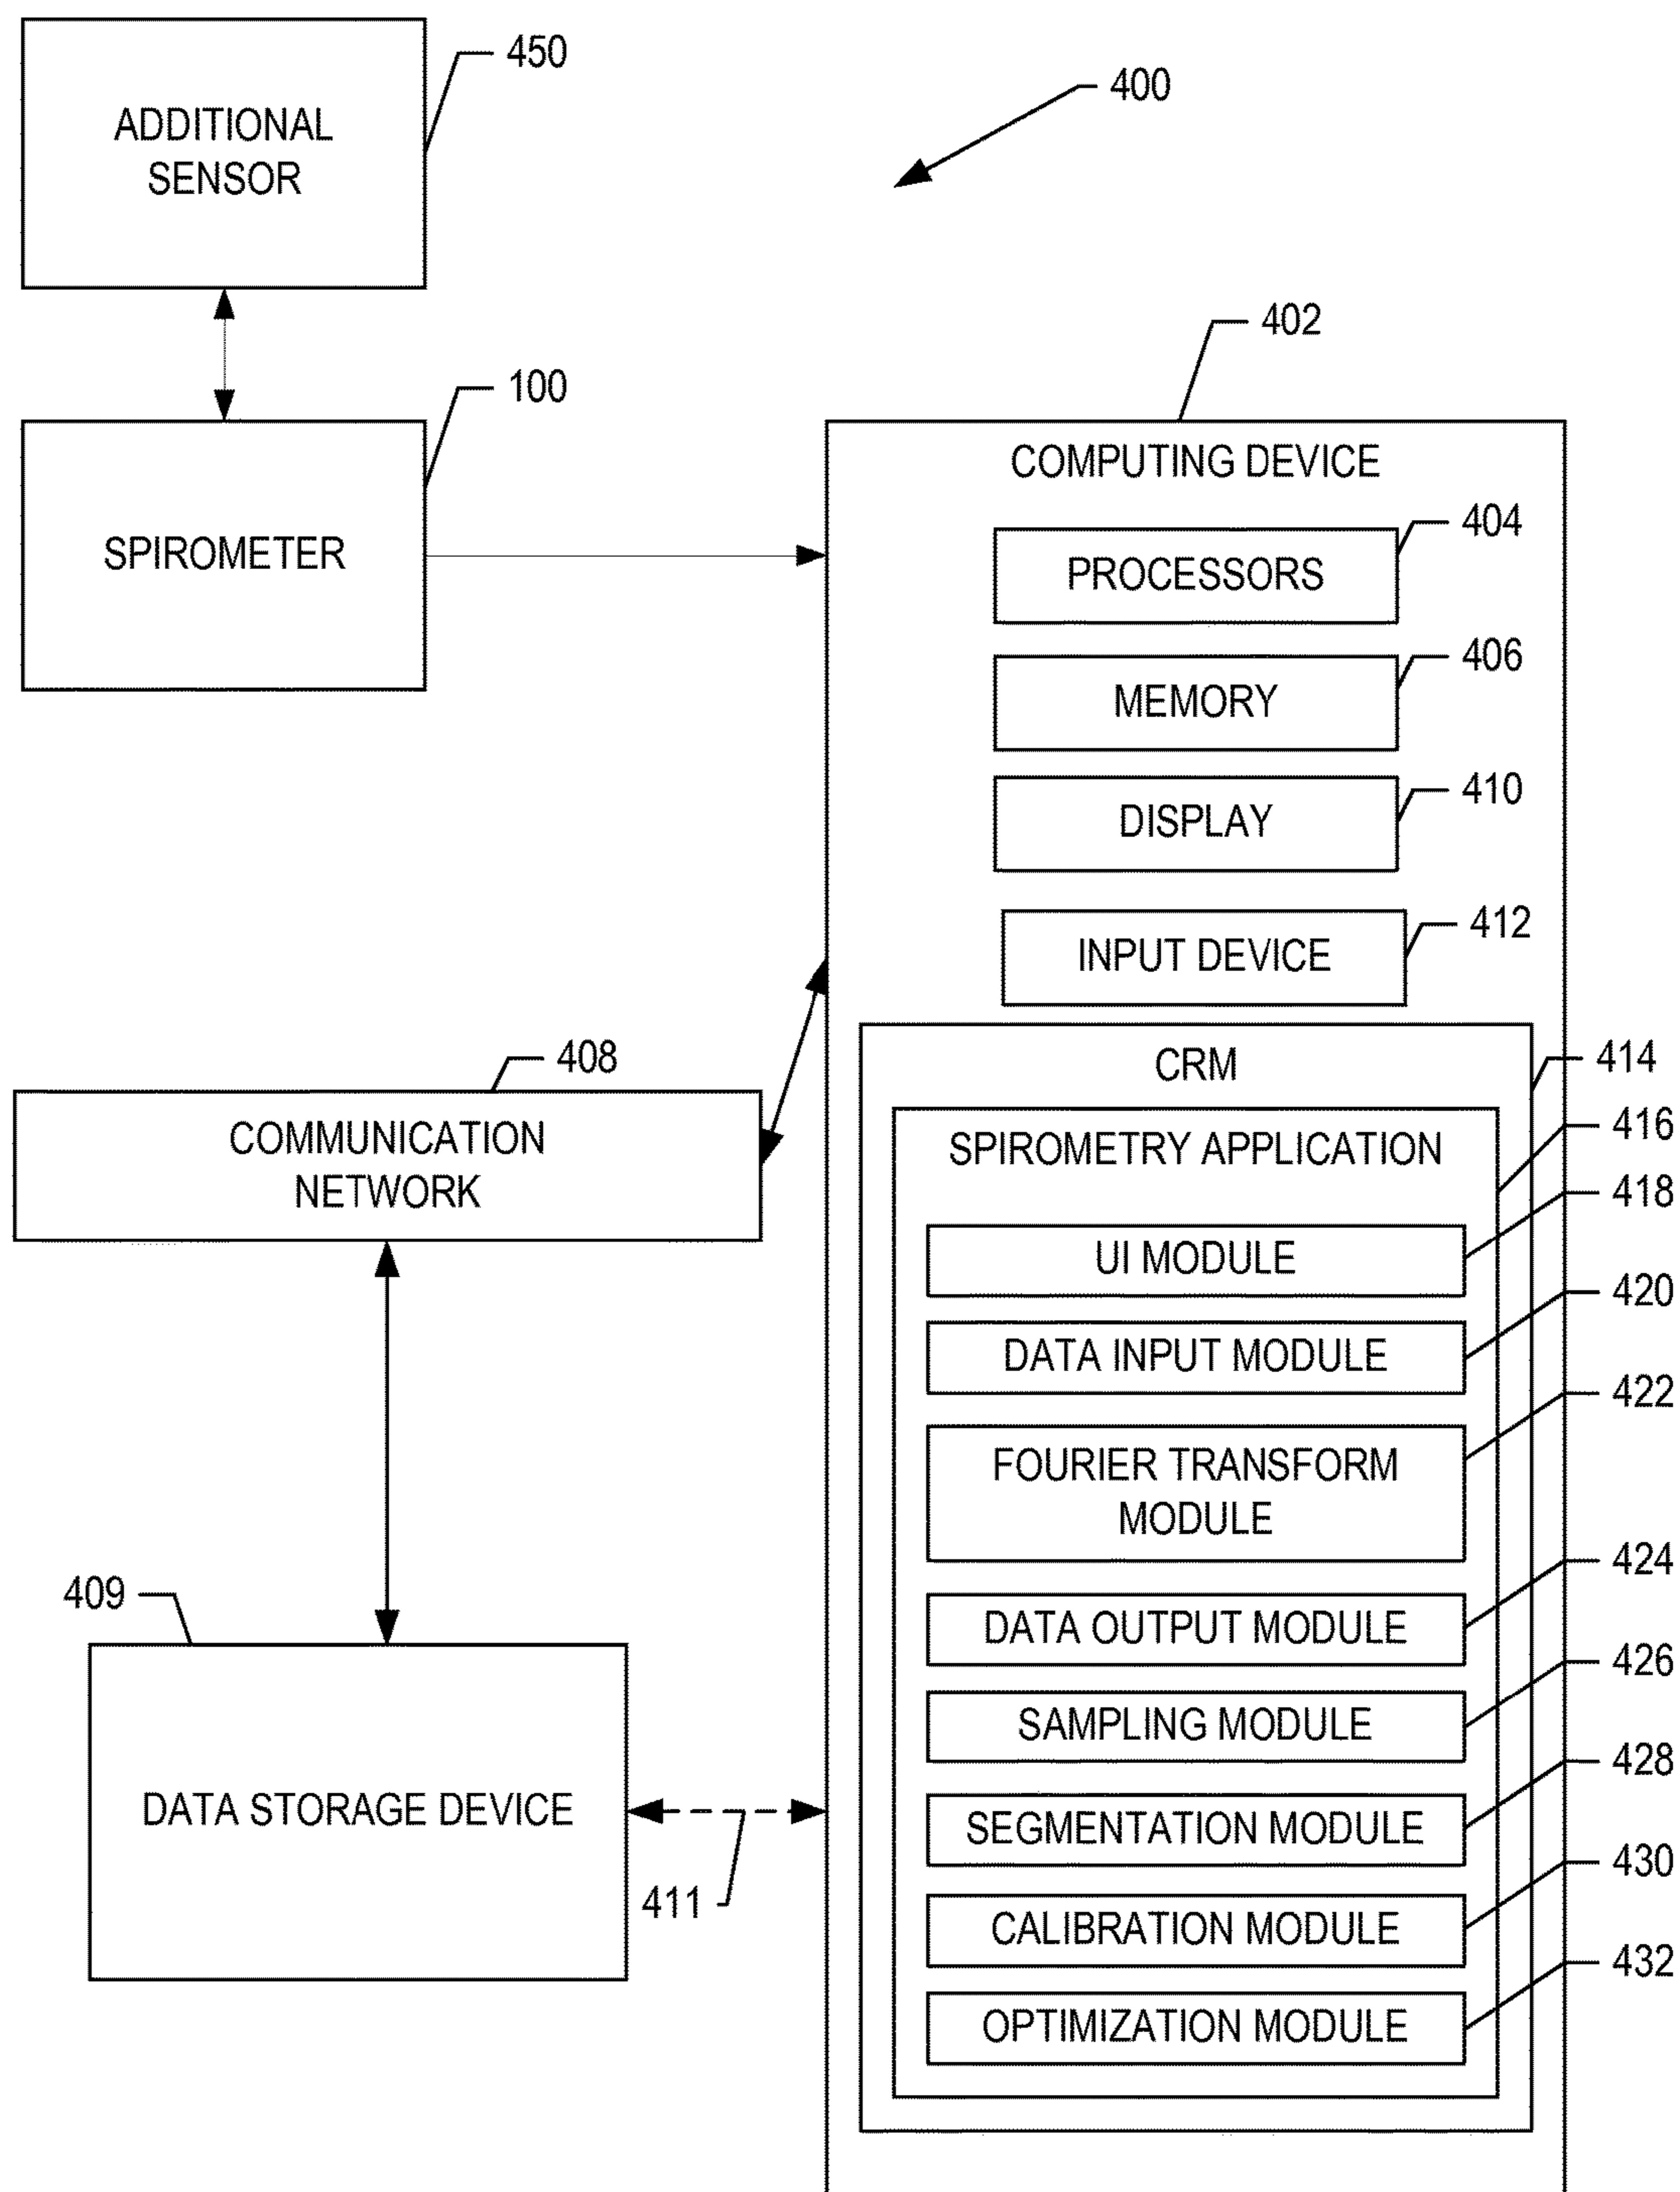 450
ADDITIONAL
SENSOR
400
402
100
SPIROMETER
COMPUTING DEVICE
404
PROCESSORS
406
MEMORY
410
DISPLAY
412
INPUT DEVICE
408
COMMUNICATION
NETWORK
CRM
414
416
SPIROMETRY APPLICATION
418
UI MODULE
420
DATA INPUT MODULE
422
FOURIER TRANSFORM
MODULE
424
DATA OUTPUT MODULE
426
SAMPLING MODULE
428
SEGMENTATION MODULE
430
CALIBRATION MODULE
432
OPTIMIZATION MODULE
409
DATA STORAGE DEVICE
411